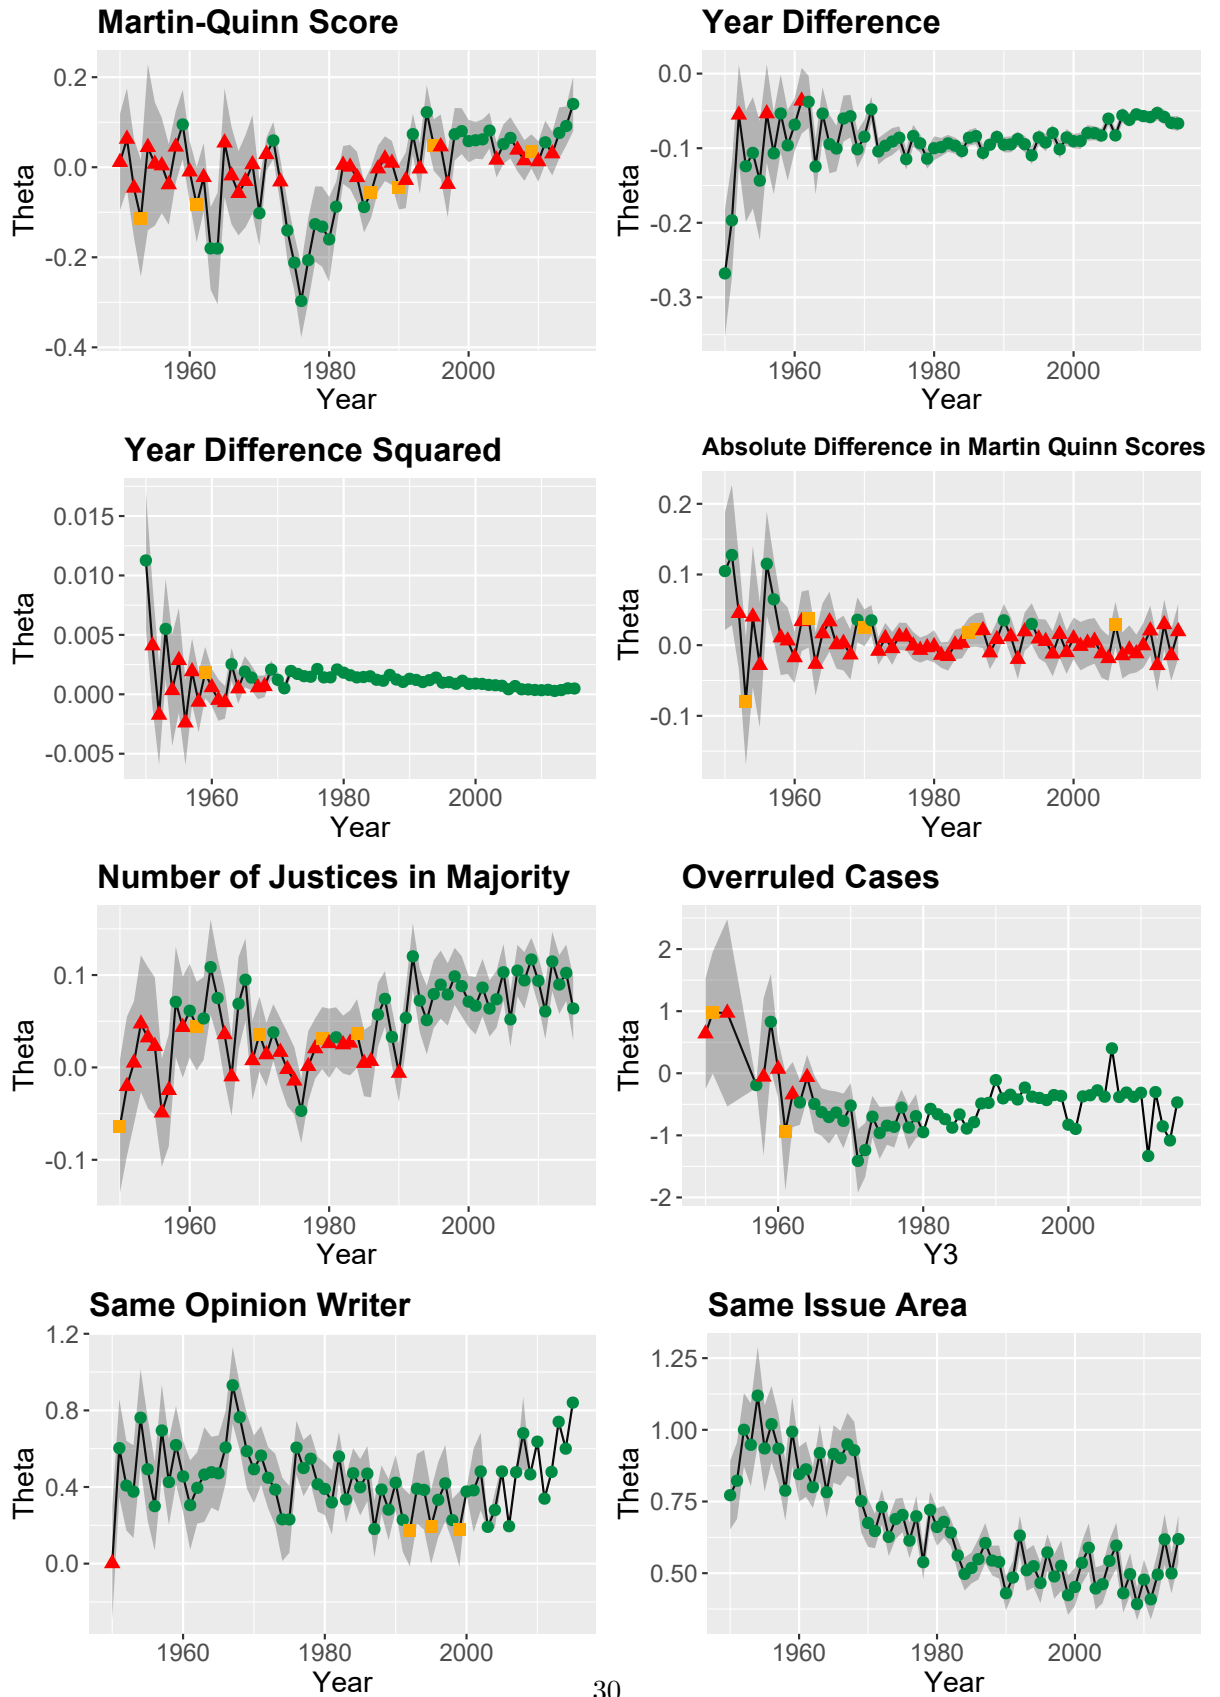 Martin-Quinn Score
0.2
0.0
-0.2
-0.4
Theta
1960 1980 2000
Year
Year Difference
0.0
-0.1
-0.2
-0.3
Theta
1960 1980 2000
Year
Year Difference Squared
0.015
0.010
0.005
0.000
-0.005
Theta
1960 1980 2000
Year
Absolute Difference in Martin Quinn Scores
0.2
0.1
0.0
-0.1
Theta
1960 1980 2000
Year
Number of Justices in Majority
0.1
0.0
-0.1
Theta
1960 1980 2000
Year
Overruled Cases
2
1
0
-1
-2
Theta
1960 1980 2000
Y3
Same Opinion Writer
1.2
0.8
0.4
0.0
Theta
1960 1980 2000
Year
Same Issue Area
1.25
1.00
0.75
0.50
Theta
1960 1980 2000
Year
30